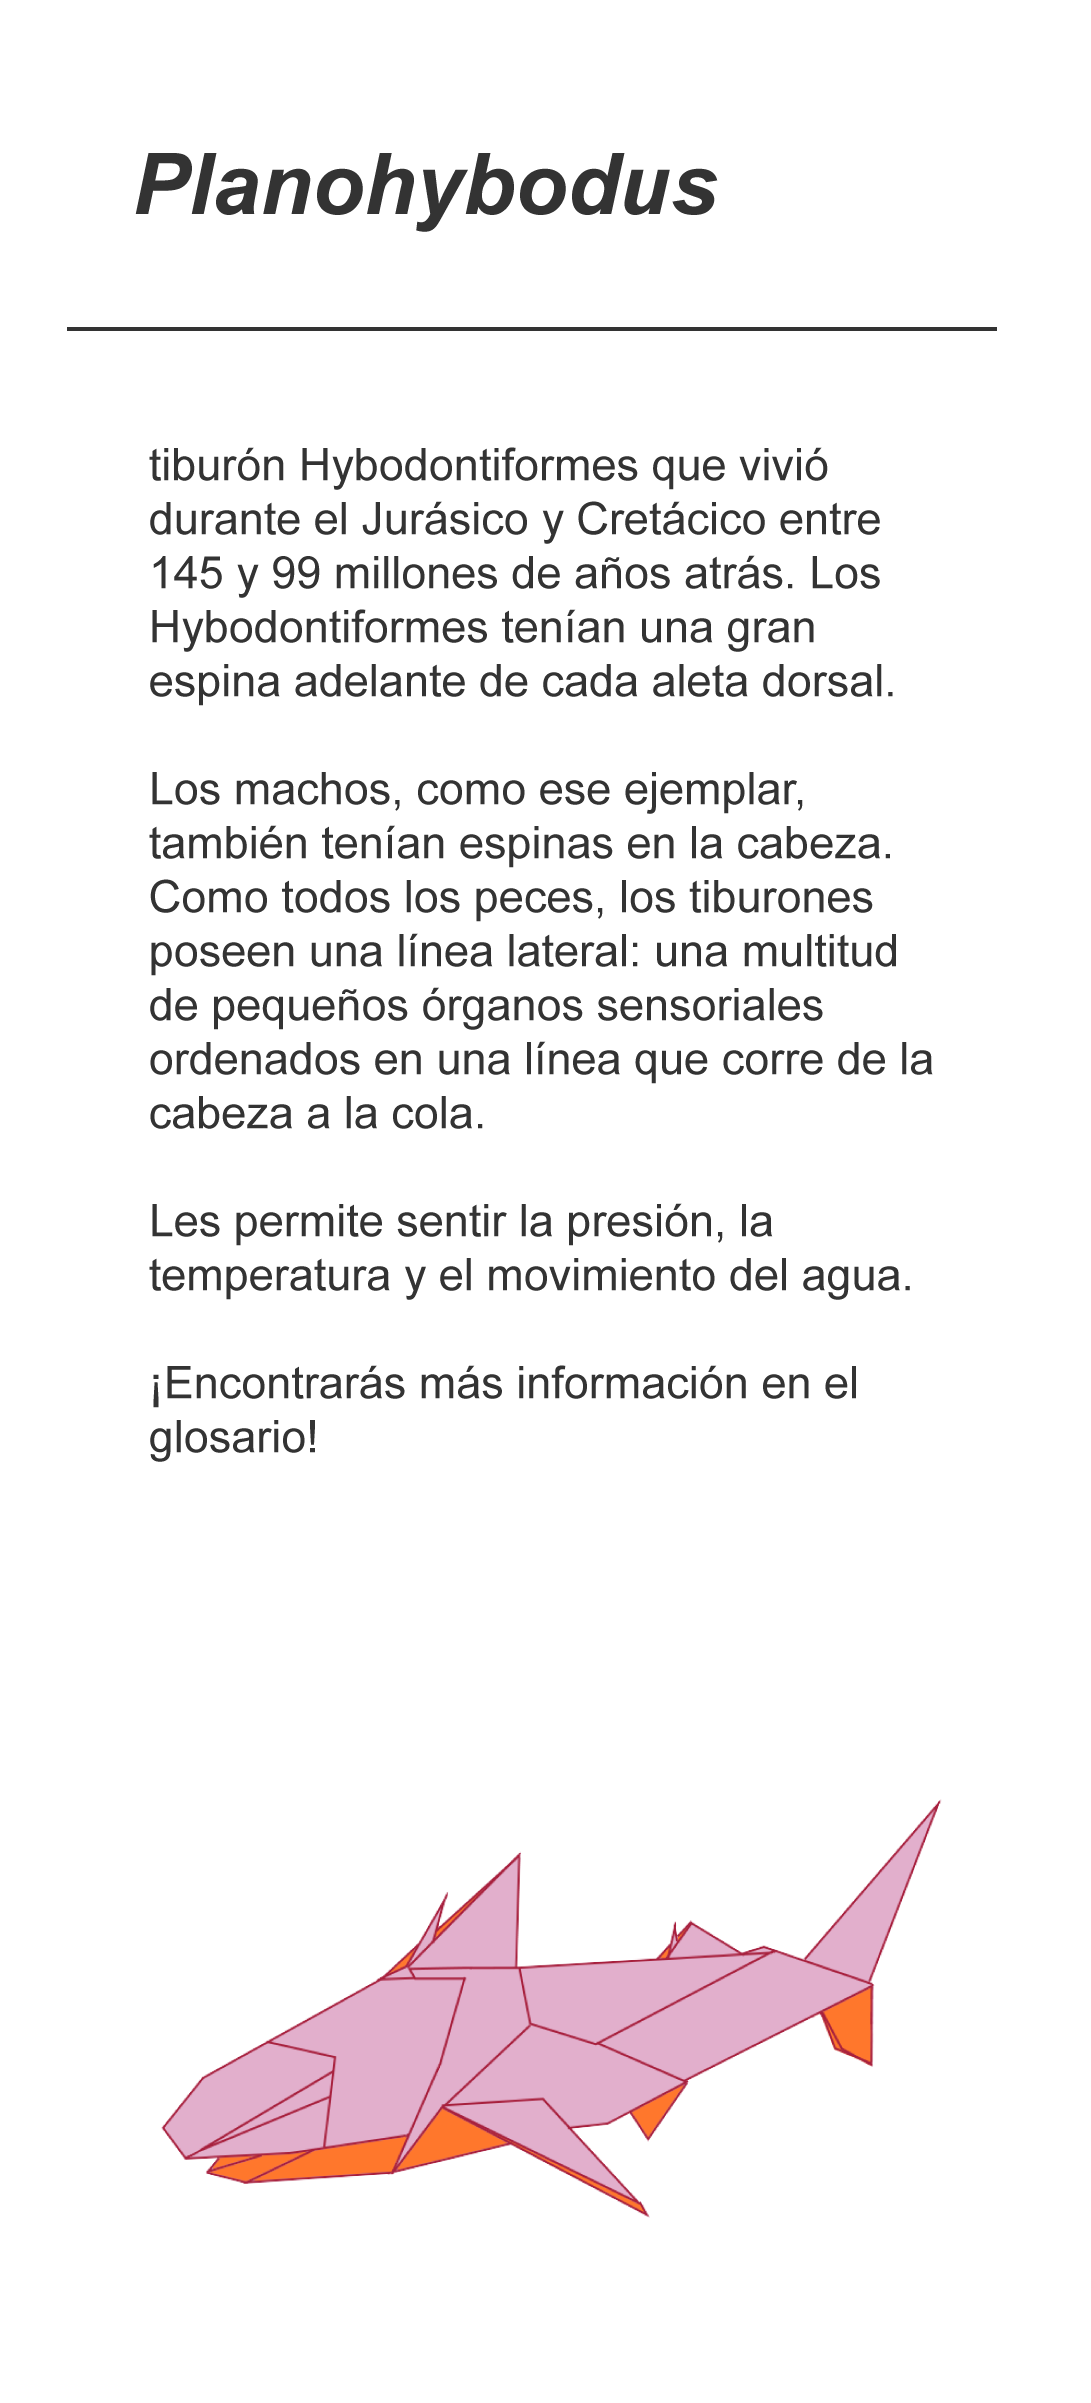 Planohybodus
tiburón Hybodontiformes que vivió
durante el Jurásico y Cretácico entre
145 y 99 millones de años atrás. Los
Hybodontiformes tenían una gran
espina adelante de cada aleta dorsal.
Los machos, como ese ejemplar,
también tenían espinas en la cabeza.
Como todos los peces, los tiburones
poseen una línea lateral: una multitud
de pequeños órganos sensoriales
ordenados en una línea que corre de la
cabeza a la cola.
Les permite sentir la presión, la
temperatura y el movimiento del agua.
¡Encontrarás más información en el
glosario!